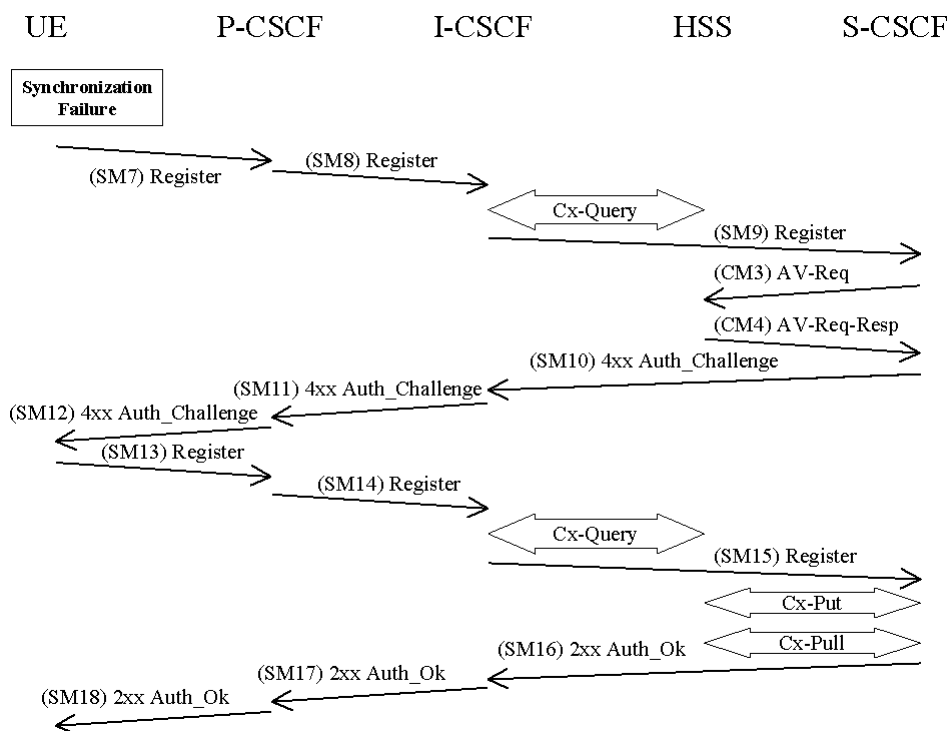 UE P-CSCF I-CSCF HSS S-CSCF
Synchronization
Failure
(SM7) Register
(SM8) Register
Cx-Query
(SM9) Register
(CM3) AV-Req
(CM4) AV-Req-Resp
(SM10) 4xx Auth_Challenge
(SM11) 4xx Auth_Challenge
(SM12) 4xx Auth_Challenge
(SM13) Register
(SM14) Register
Cx-Query
(SM15) Register
Cx-Put
Cx-Pull
(SM16) 2xx Auth_Ok
(SM17) 2xx Auth_Ok
(SM18) 2xx Auth_Ok